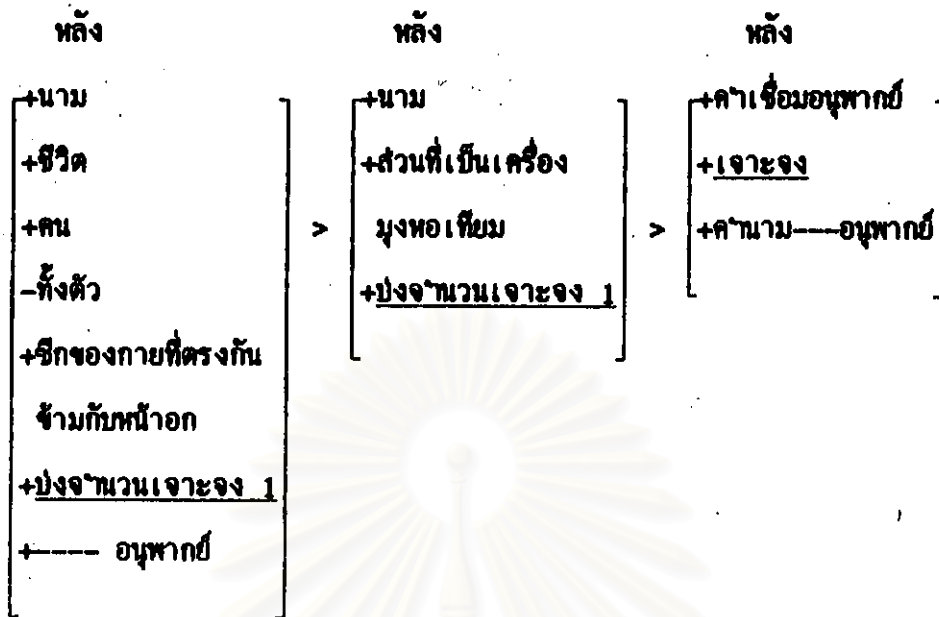 หลัง หลัง หลัง
+นาม +นาม +คำเชื่อมอนุพากย์
+ชีวิต +ส่วนที่เป็นเครื่อง +เจาะจง
+คน > มุงหอเทียม > +คำนาม---อนุพากย์
-ทั้งตัว +บ่งจำนวนเจาะจง 1
+ซีกของกายที่ตรงกัน
ข้ามกับหน้าอก
+บ่งจำนวนเจาะจง 1
+---- อนุพากย์